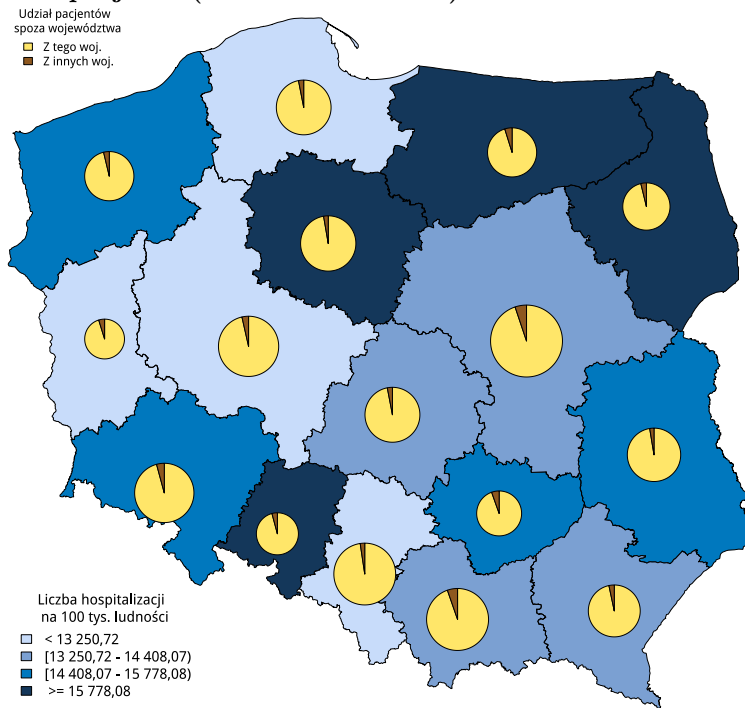 Udział pacjentów
spoza województwa
Z tego woj.
Z innych woj.
Liczba hospitalizacji
na 100 tys. ludności
< 13 250,72
[13 250,72 - 14 408,07)
[14 408,07 - 15 778,08)
>= 15 778,08